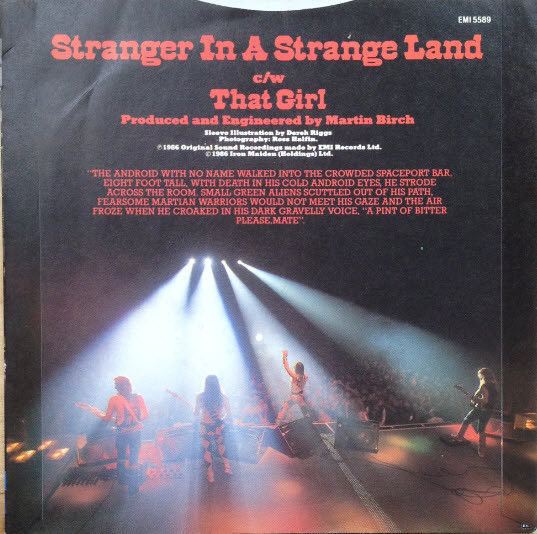 EMI 5589
Stranger In A Strange Land
c/w
That Girl
Produced and Engineered by Martin Birch
Sleeve Illustration by Derek Riggs
Photography: Ross Halfin.
℗1986 Original Sound Recordings made by EMI Records Ltd.
©1986 Iron Maiden (Holdings) Ltd.
"THE ANDROID WITH NO NAME WALKED INTO THE CROWDED SPACEPORT BAR,
EIGHT FOOT TALL, WITH DEATH IN HIS COLD ANDROID EYES, HE STRODE
ACROSS THE ROOM. SMALL GREEN ALIENS SCUTTLED OUT OF HIS PATH,
FEARSOME MARTIAN WARRIORS WOULD NOT MEET HIS GAZE AND THE AIR
FROZE WHEN HE CROAKED IN HIS DARK GRAVELLY VOICE, "A PINT OF BITTER
PLEASE,MATE".